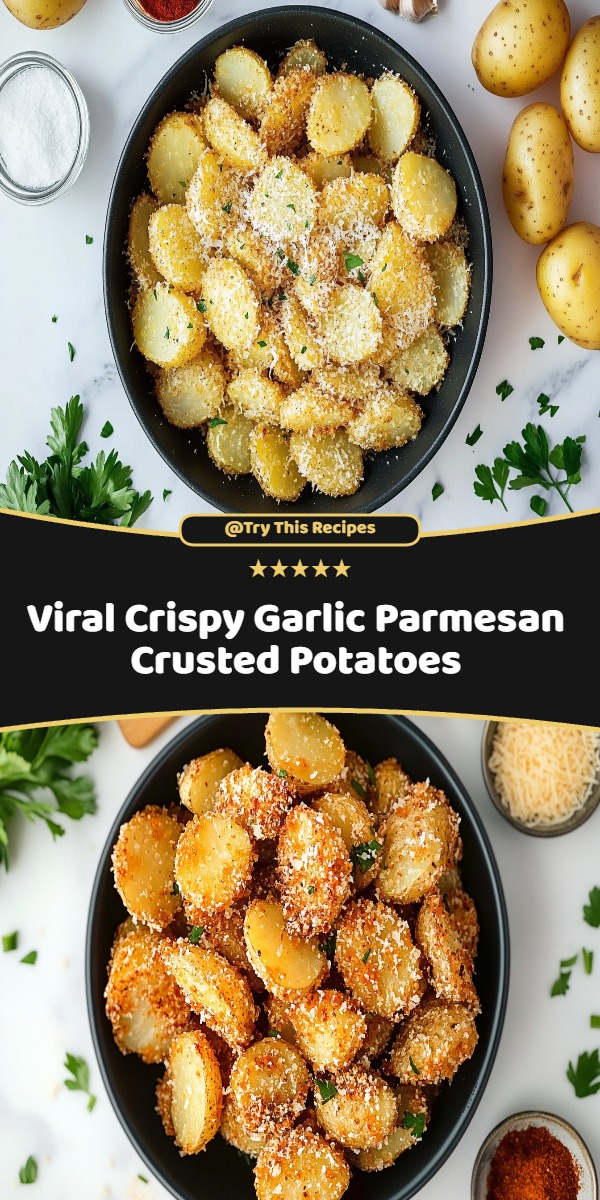 @Try This Recipes
★★★★★
Viral Crispy Garlic Parmesan
Crusted Potatoes